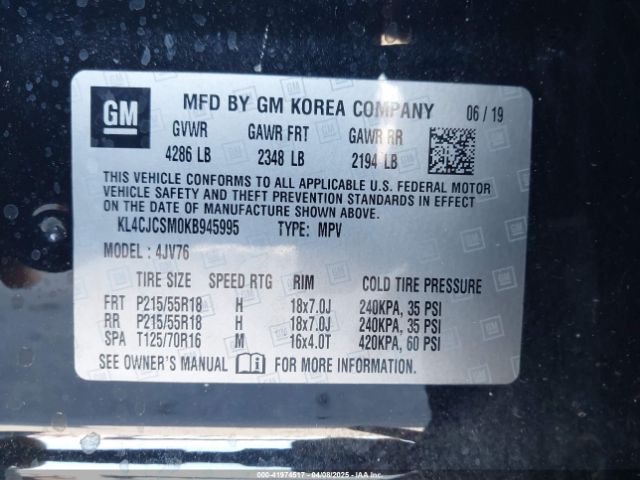 GM
MFD BY GM KOREA COMPANY 06 / 19
GVWR GAWR FRT GAWR RR
4286 LB 2348 LB 2194 LB
THIS VEHICLE CONFORMS TO ALL APPLICABLE U.S. FEDERAL MOTOR
VEHICLE SAFETY AND THEFT PREVENTION STANDARDS IN EFFECT ON THE
DATE OF MANUFACTURE SHOWN ABOVE.
KL4CJCSM0KB945995 TYPE: MPV
MODEL : 4JV76
TIRE SIZE SPEED RTG RIM COLD TIRE PRESSURE
FRT P215/55R18 H 18x7.0J 240KPA, 35 PSI
RR P215/55R18 H 18x7.0J 240KPA, 35 PSI
SPA T125/70R16 M 16x4.0T 420KPA, 60 PSI
SEE OWNER'S MANUAL FOR MORE INFORMATION.
000-41974517 04/08/2025 IAAI.COM